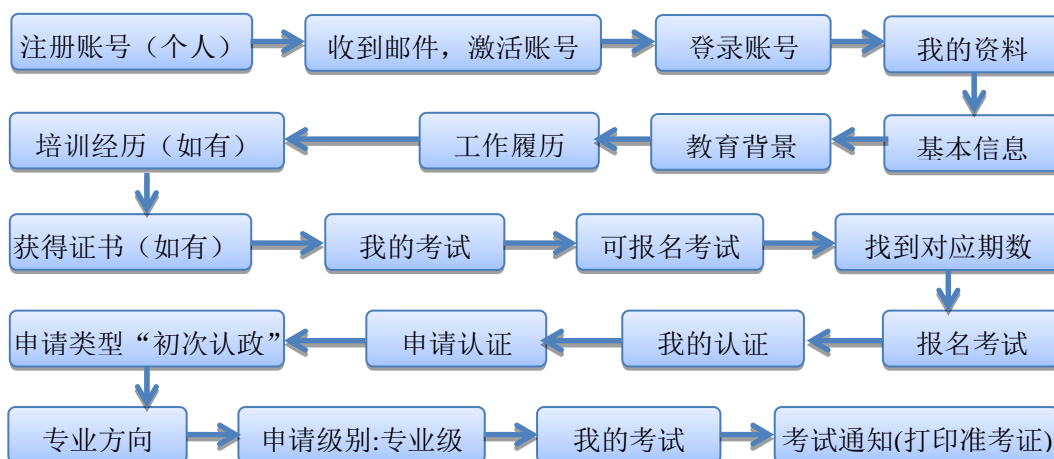 注册账号（个人）
收到邮件，激活账号
登录账号
我的资料
基本信息
教育背景
工作履历
培训经历（如有）
获得证书（如有）
我的考试
可报名考试
找到对应期数
报名考试
我的认证
申请认证
申请类型“初次认政”
专业方向
申请级别:专业级
我的考试
考试通知(打印准考证)